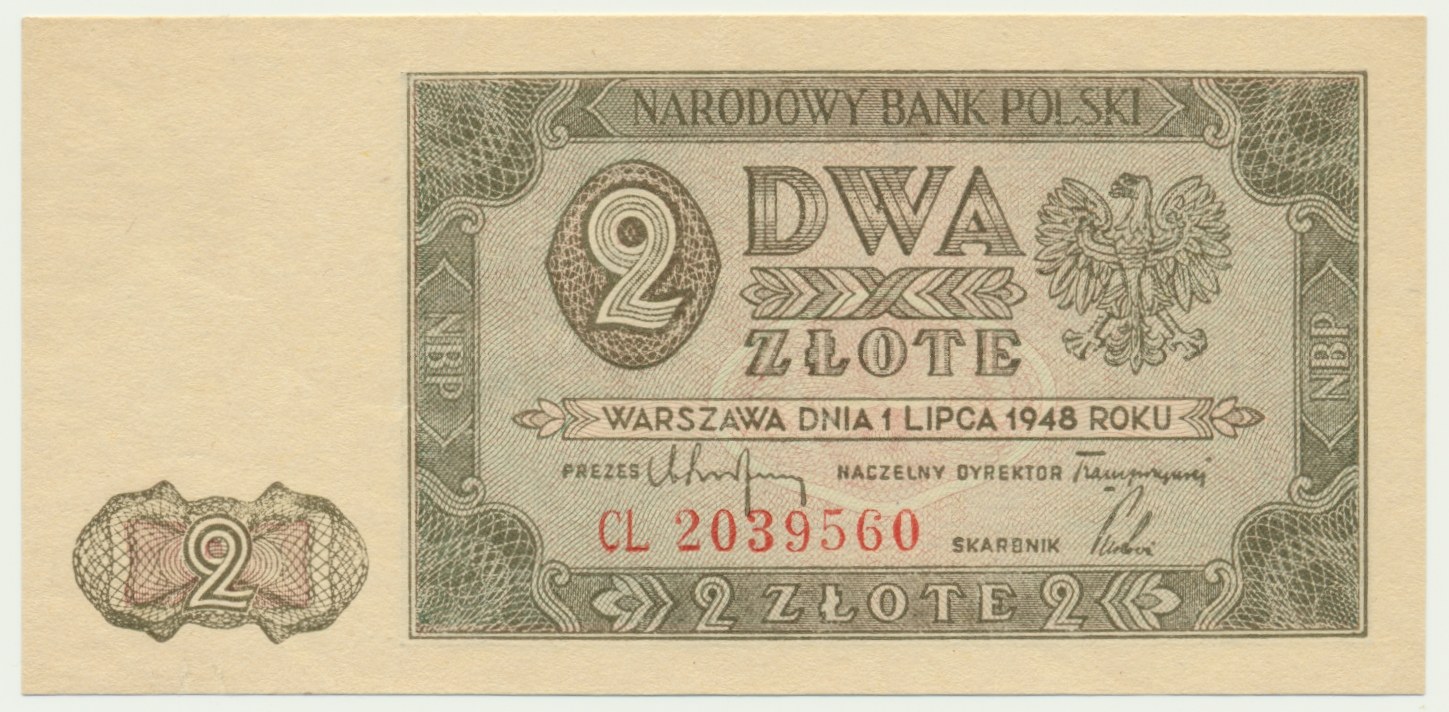 NARODOWY BANK POLSKI
2
DWA
ZŁOTE
NBP
NBP
WARSZAWA DNIA 1 LIPCA 1948 ROKU
PREZES NACZELNY DYREKTOR
CL 2039560 SKARBNIK
2 ZŁOTE 2
2